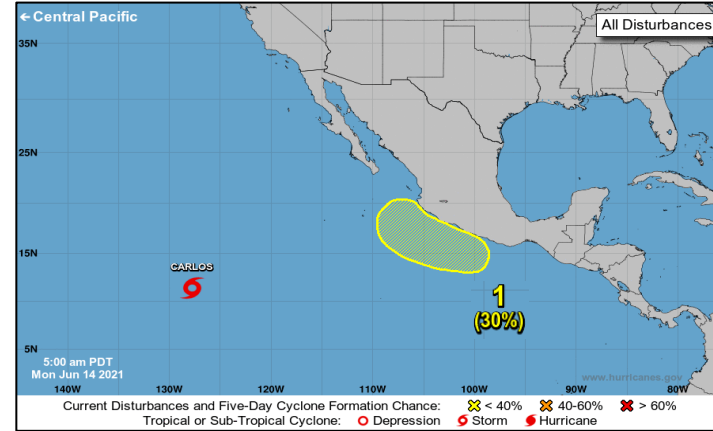 ← Central Pacific
All Disturbances
35N
25N
15N
5N
CARLOS
1
(30%)
5:00 am PDT
Mon Jun 14 2021
www.hurricanes.gov
140W 130W 120W 110W 100W 90W 80W
Current Disturbances and Five-Day Cyclone Formation Chance: < 40% 40-60% > 60%
Tropical or Sub-Tropical Cyclone: Depression Storm Hurricane